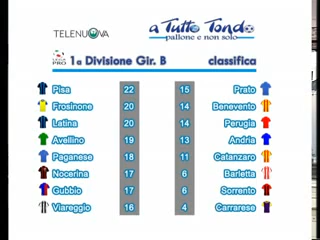 TELENUOVA
a Tutto Tondo
pallone e non solo
1a Divisione Gir. B classifica
Pisa 22 15 Prato
Frosinone 20 14 Benevento
Latina 20 14 Perugia
Avellino 19 13 Andria
Paganese 18 11 Catanzaro
Nocerina 17 6 Barletta
Gubbio 17 6 Sorrento
Viareggio 16 4 Carrarese